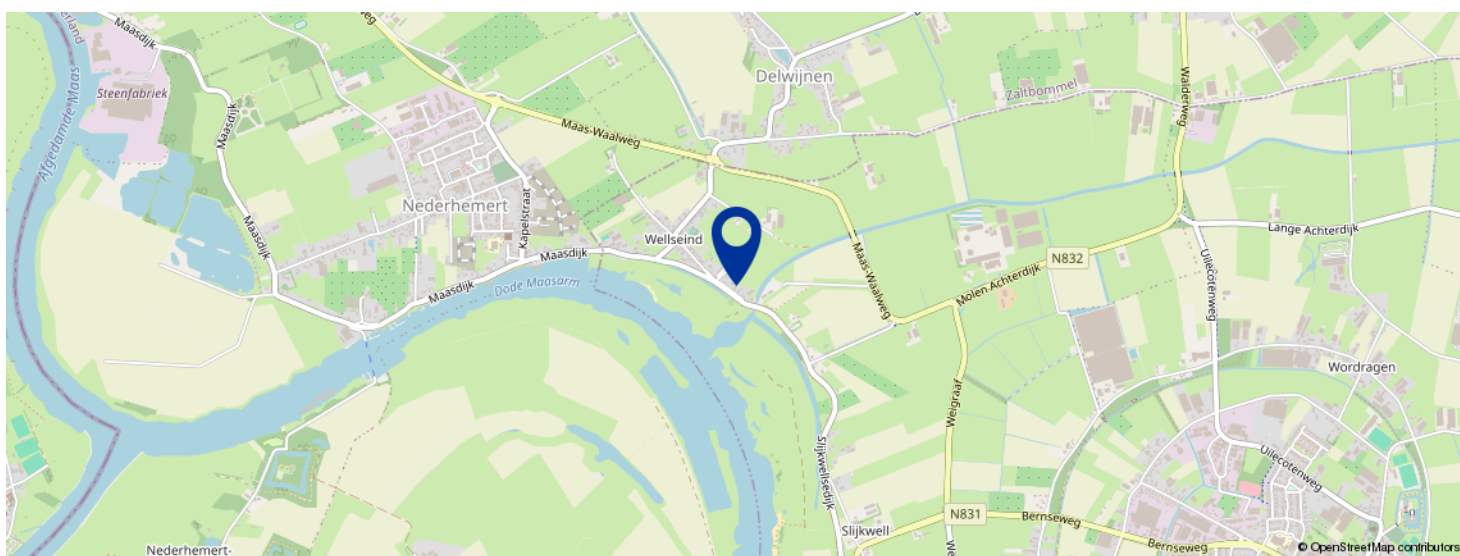 Maasdijk
Gelderland
Steenfabriek
Afgedamde Maas
Maasdijk
Delwijnen
Zaltbommel
Walderweg
Maas-Waalweg
Nederhemert
Kapelstraat
Wellseind
Maasdijk
Maasdijk
Maasdijk
Dode Maasarm
Maas-Waalweg
Lange Achterdijk
N832
Molen Achterdijk
Uilecotenweg
Wordragen
Weigraaf
Slijkwellsedijk
Uilecotenweg
N831
Slijkwell
Bernseweg
Bernseweg
Nederhemert-
© OpenStreetMap contributors